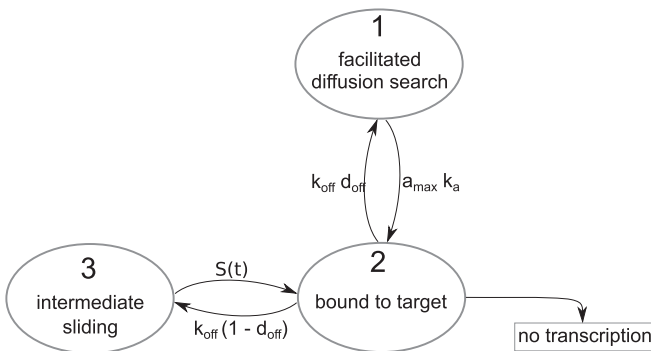 1
facilitated
diffusion search
k_off d_off
a_max k_a
3
intermediate
sliding
S(t)
k_off (1 - d_off)
2
bound to target
no transcription